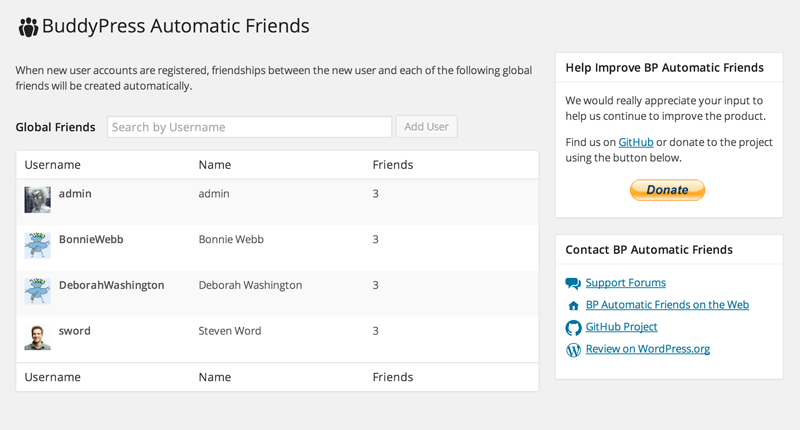 BuddyPress Automatic Friends
When new user accounts are registered, friendships between the new user and each of the following global
friends will be created automatically.
Global Friends Search by Username Add User
Username Name Friends
admin admin 3
BonnieWebb Bonnie Webb 3
DeborahWashington Deborah Washington 3
sword Steven Word 3
Username Name Friends
Help Improve BP Automatic Friends
We would really appreciate your input to
help us continue to improve the product.
Find us on GitHub or donate to the project
using the button below.
Donate
Contact BP Automatic Friends
Support Forums
BP Automatic Friends on the Web
GitHub Project
Review on WordPress.org